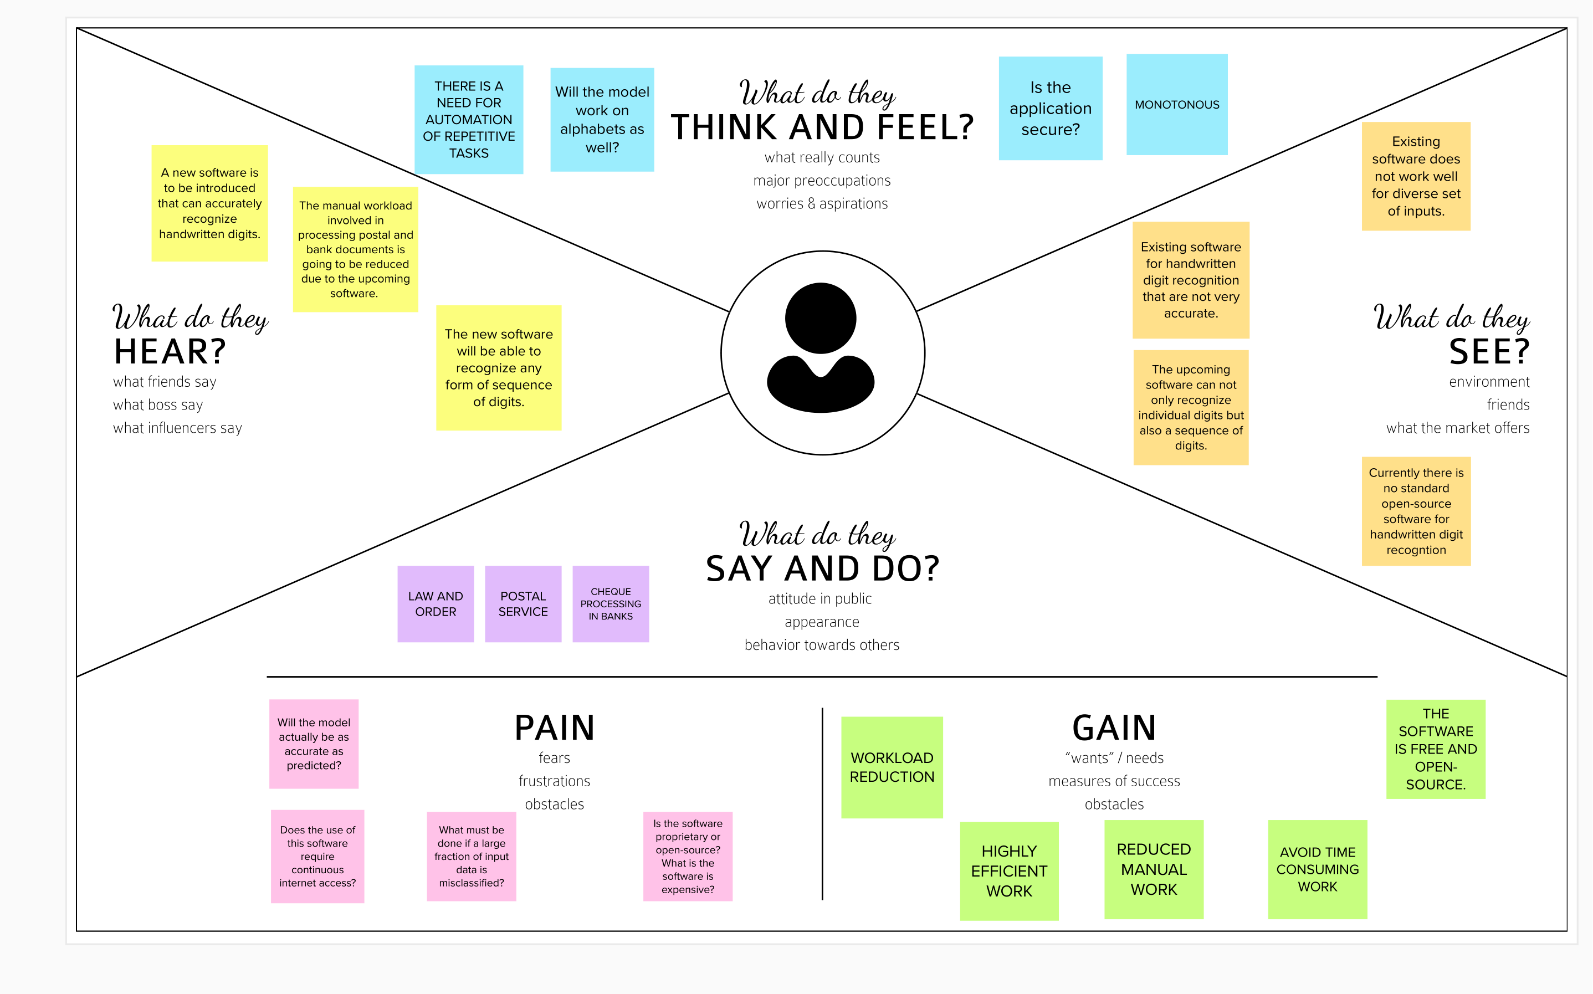 What do they
THINK AND FEEL?
what really counts
major preoccupations
worries & aspirations
THERE IS A
NEED FOR
AUTOMATION
OF REPETITIVE
TASKS
Will the model
work on
alphabets as
well?
Is the
application
secure?
MONOTONOUS
A new software is
to be introduced
that can accurately
recognize
handwritten digits.
The manual workload
involved in
processing postal and
bank documents is
going to be reduced
due to the upcoming
software.
The new software
will be able to
recognize any
form of sequence
of digits.
What do they
HEAR?
what friends say
what boss say
what influencers say
Existing
software does
not work well
for diverse set
of inputs.
Existing software
for handwritten
digit recognition
that are not very
accurate.
The upcoming
software can not
only recognize
individual digits but
also a sequence of
digits.
What do they
SEE?
environment
friends
what the market offers
Currently there is
no standard
open-source
software for
handwritten digit
recogntion
What do they
SAY AND DO?
attitude in public
appearance
behavior towards others
LAW AND
ORDER
POSTAL
SERVICE
CHEQUE
PROCESSING
IN BANKS
PAIN
fears
frustrations
obstacles
Will the model
actually be as
accurate as
predicted?
Does the use of
this software
require
continuous
internet access?
What must be
done if a large
fraction of input
data is
misclassified?
Is the software
proprietary or
open-source?
What is the
software is
expensive?
GAIN
“wants” / needs
measures of success
obstacles
WORKLOAD
REDUCTION
HIGHLY
EFFICIENT
WORK
REDUCED
MANUAL
WORK
AVOID TIME
CONSUMING
WORK
THE
SOFTWARE
IS FREE AND
OPEN-
SOURCE.